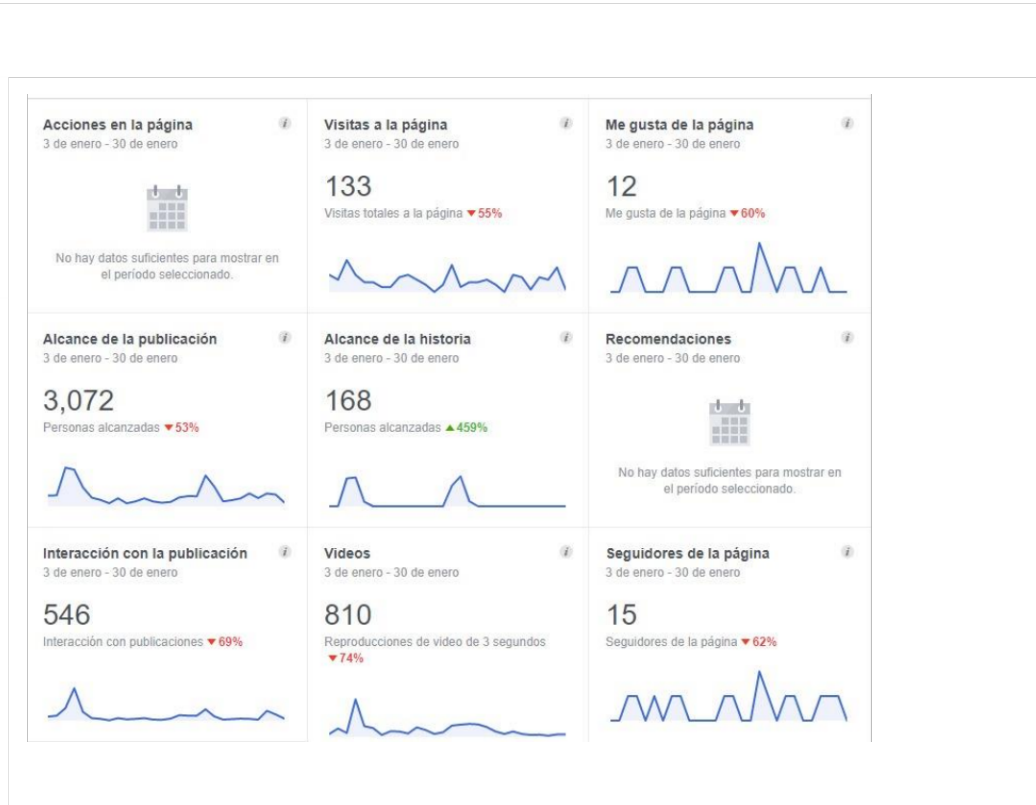 Acciones en la página
3 de enero - 30 de enero
No hay datos suficientes para mostrar en
el período seleccionado.
Visitas a la página
3 de enero - 30 de enero
133
Visitas totales a la página ▼55%
Me gusta de la página
3 de enero - 30 de enero
12
Me gusta de la página ▼60%
Alcance de la publicación
3 de enero - 30 de enero
3,072
Personas alcanzadas ▼53%
Alcance de la historia
3 de enero - 30 de enero
168
Personas alcanzadas ▲459%
Recomendaciones
3 de enero - 30 de enero
No hay datos suficientes para mostrar en
el período seleccionado.
Interacción con la publicación
3 de enero - 30 de enero
546
Interacción con publicaciones ▼69%
Videos
3 de enero - 30 de enero
810
Reproducciones de video de 3 segundos
▼74%
Seguidores de la página
3 de enero - 30 de enero
15
Seguidores de la página ▼62%